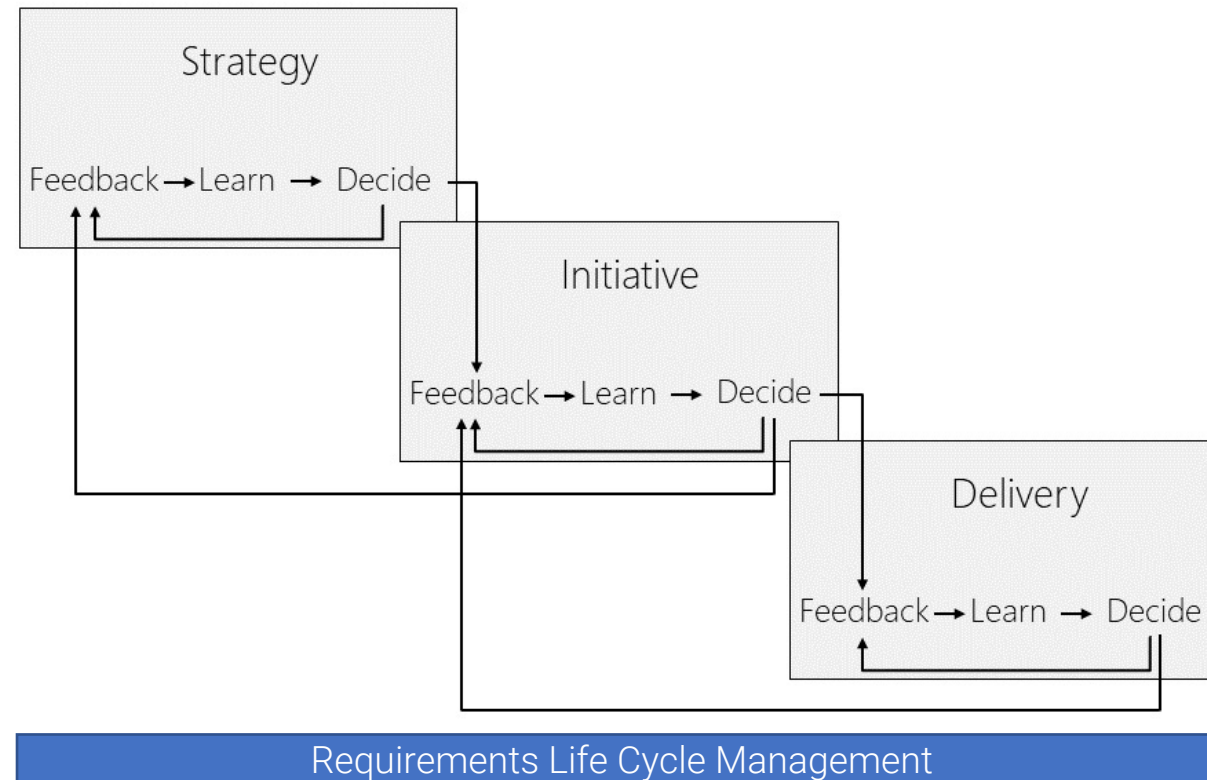 Strategy
Feedback Learn Decide
Initiative
Feedback Learn Decide
Delivery
Feedback Learn Decide
Requirements Life Cycle Management